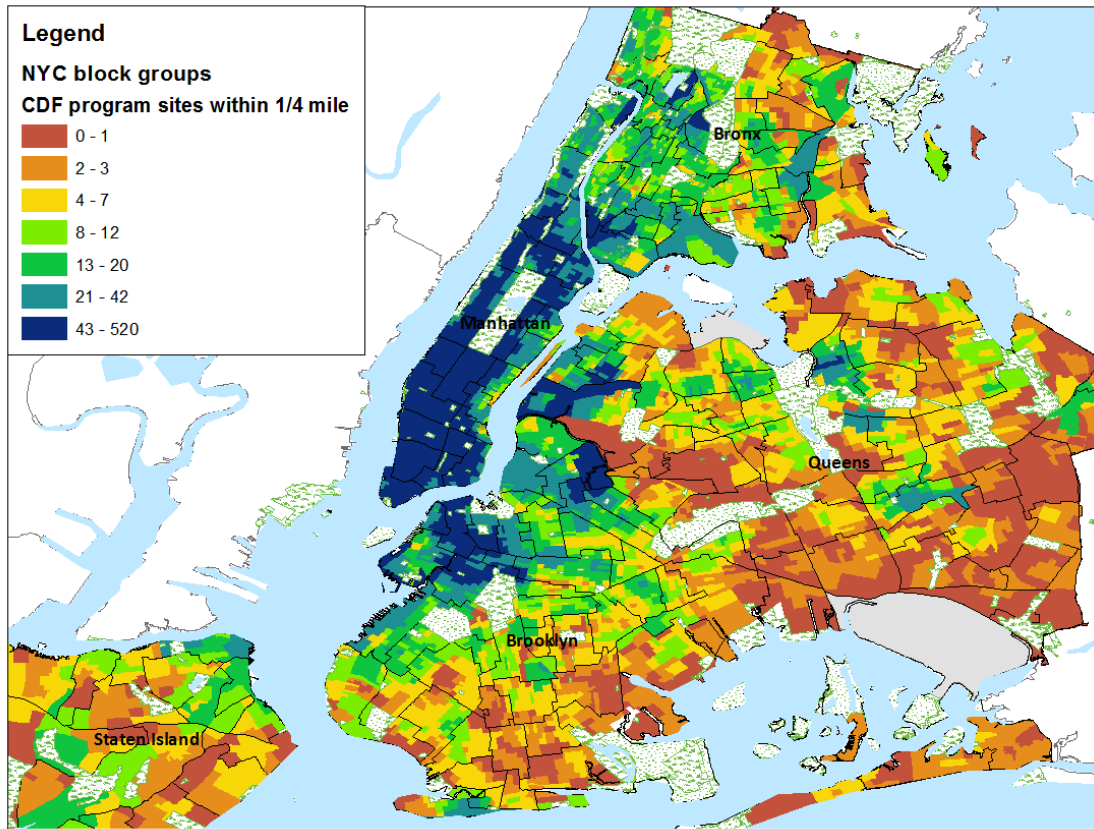 Legend
NYC block groups
CDF program sites within 1/4 mile
0 - 1
2 - 3
4 - 7
8 - 12
13 - 20
21 - 42
43 - 520
Bronx
Manhattan
Queens
Brooklyn
Staten Island